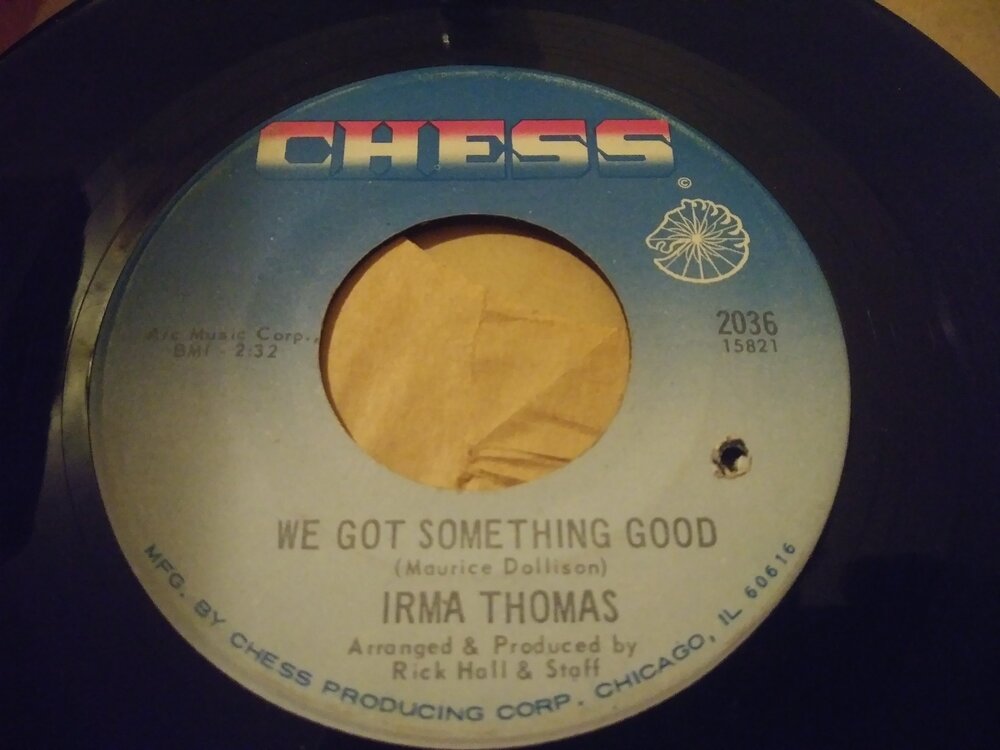 CHESS
©
2036
15821
Arc Music Corp.,
BMI - 2:32
WE GOT SOMETHING GOOD
(Maurice Dollison)
IRMA THOMAS
Arranged & Produced by
Rick Hall & Staff
MFG. BY CHESS PRODUCING CORP. CHICAGO, IL 60616